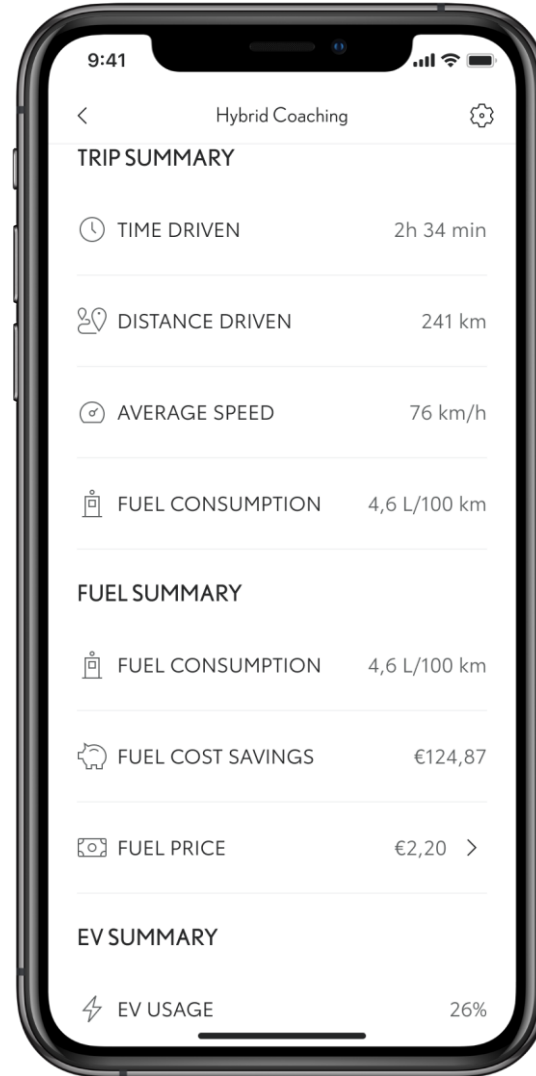 9:41
Hybrid Coaching
TRIP SUMMARY
TIME DRIVEN 2h 34 min
DISTANCE DRIVEN 241 km
AVERAGE SPEED 76 km/h
FUEL CONSUMPTION 4,6 L/100 km
FUEL SUMMARY
FUEL CONSUMPTION 4,6 L/100 km
FUEL COST SAVINGS €124,87
FUEL PRICE €2,20
EV SUMMARY
EV USAGE 26%